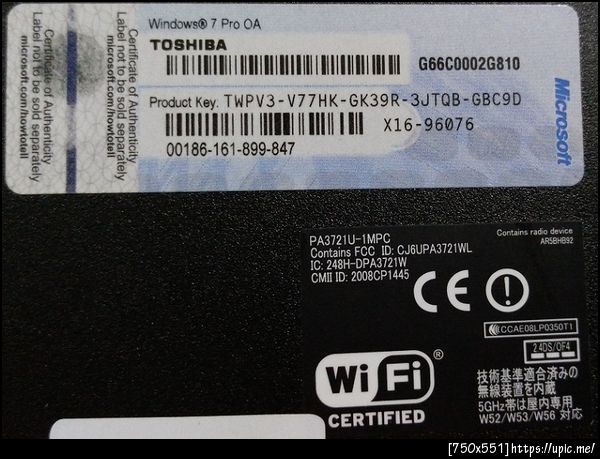 Certificate of Authenticity
Label not to be sold separately
microsoft.com/howtotell
Certificate of Authenticity
Label not to be sold separately
microsoft.com/howtotell
Windows® 7 Pro OA
TOSHIBA
G66C0002G810
Product Key: TWPV3-V77HK-GK39R-3JTQB-GBC9D
X16-96076
00186-161-899-847
Microsoft
PA3721U-1MPC
Contains FCC ID: CJ6UPA3721WL
IC: 248H-DPA3721W
CMII ID: 2008CP1445
Contains radio device
AR5BHB92
CE
CCAE08LP0350T1
2.4DS/OF4
Wi Fi®
CERTIFIED
技術基準適合済みの
無線装置を内蔵
5GHz帯は屋内専用
W52/W53/W56 対応
[750x551]https://upic.me/